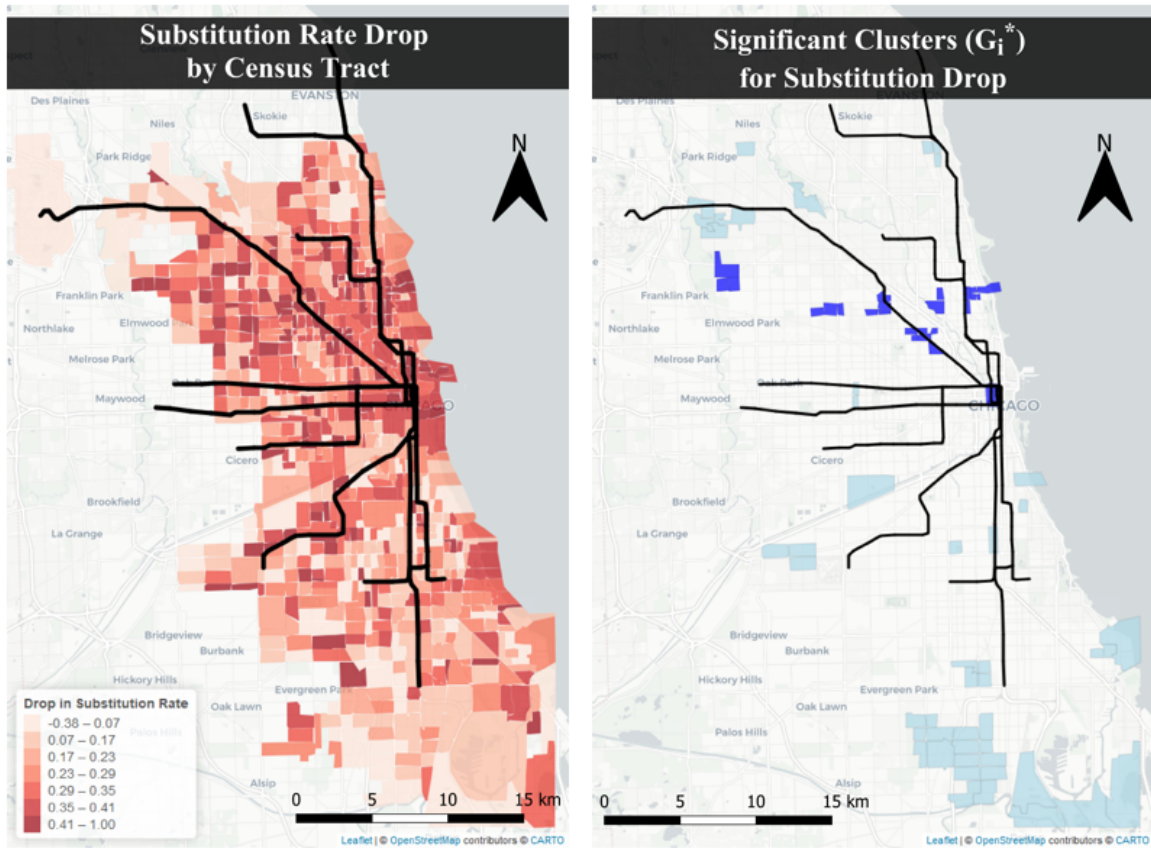 Substitution Rate Drop
by Census Tract
EVANSTON
Des Plaines
Skokie
Niles
Park Ridge
N
Franklin Park
Northlake
Elmwood Park
Melrose Park
Maywood
CHICAGO
Cicero
Brookfield
La Grange
Bridgeview
Burbank
Hickory Hills
Evergreen Park
Oak Lawn
Palos Hills
Alsip
Drop in Substitution Rate
-0.38 – 0.07
0.07 – 0.17
0.17 – 0.23
0.23 – 0.29
0.29 – 0.35
0.35 – 0.41
0.41 – 1.00
0 5 10 15 km
Leaflet | © OpenStreetMap contributors © CARTO
Significant Clusters (Gi*)
for Substitution Drop
EVANSTON
Des Plaines
Skokie
Niles
Park Ridge
N
Franklin Park
Northlake
Elmwood Park
Melrose Park
Oak Park
Maywood
CHICAGO
Cicero
Brookfield
La Grange
Bridgeview
Burbank
Hickory Hills
Evergreen Park
Oak Lawn
Palos Hills
Alsip
0 5 10 15 km
Leaflet | © OpenStreetMap contributors © CARTO